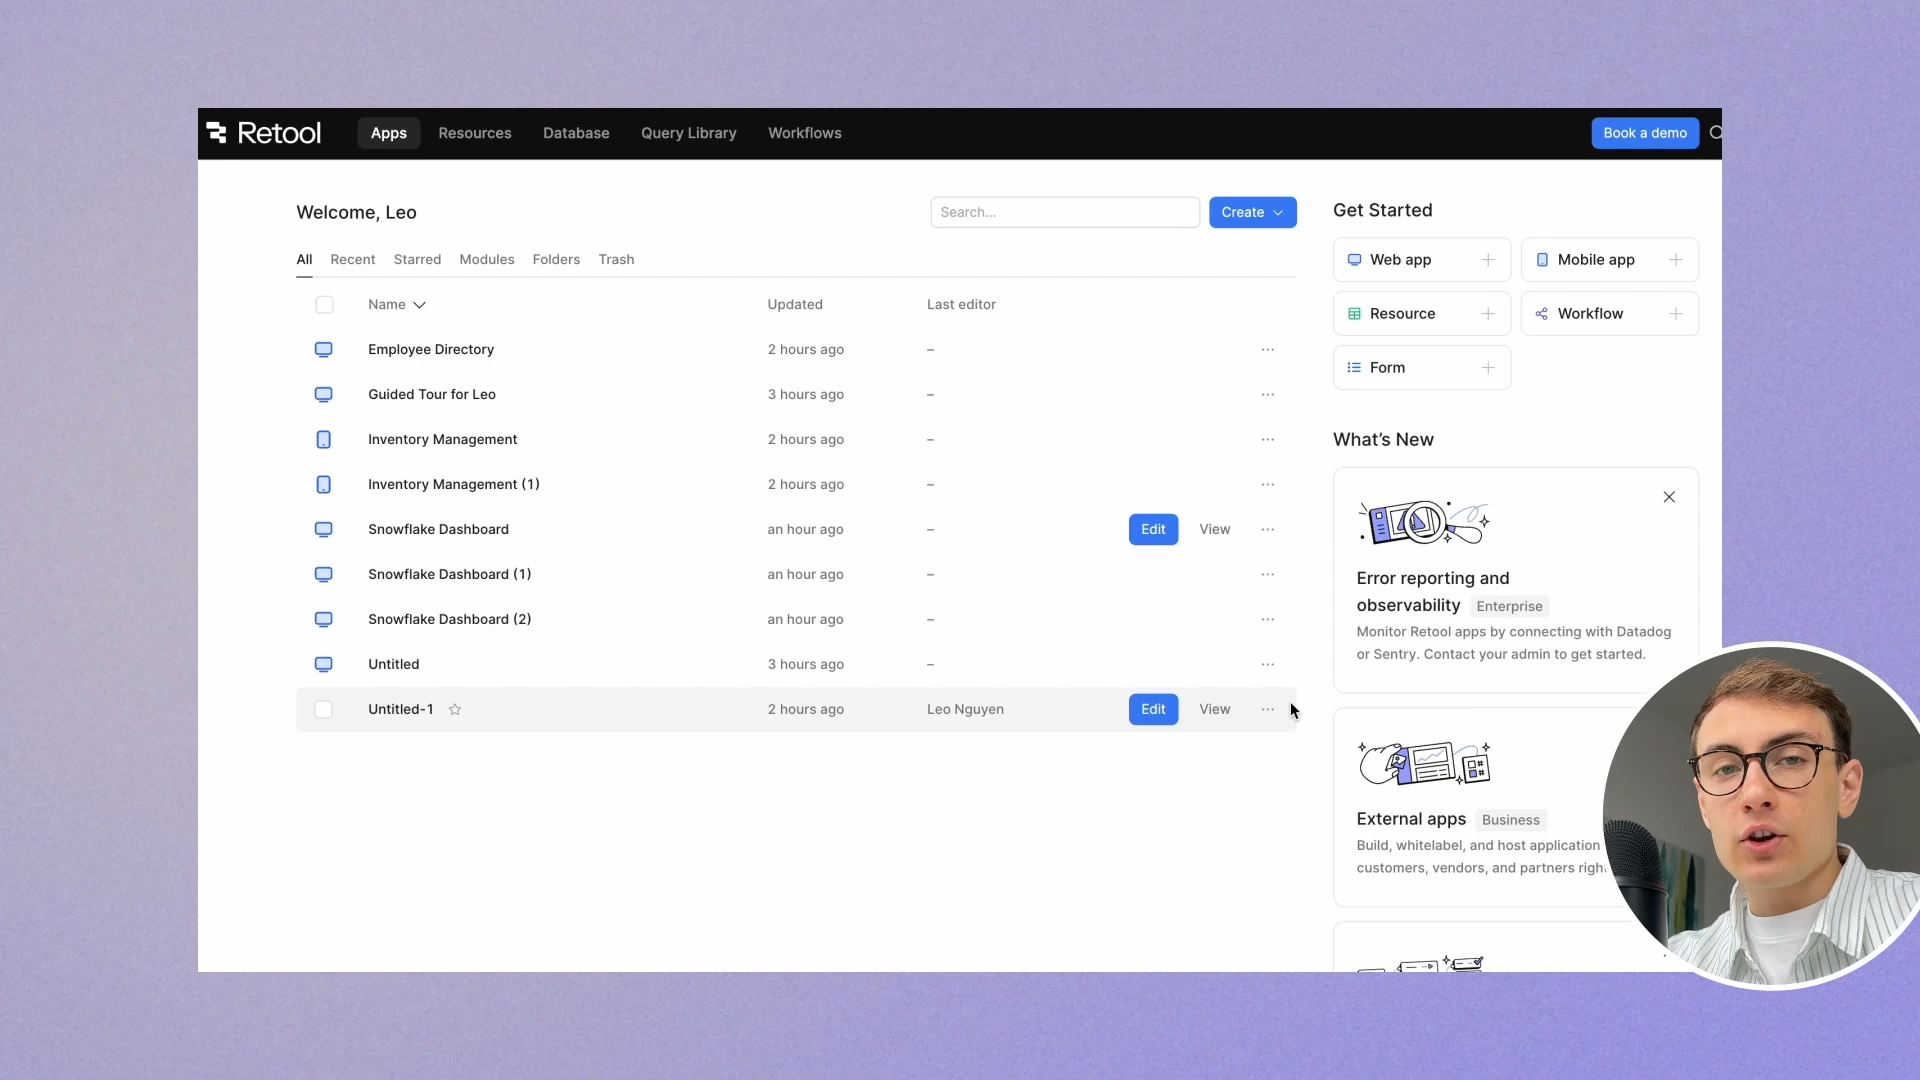 Retool
Apps
Resources
Database
Query Library
Workflows
Book a demo
Welcome, Leo
Search...
Create
All
Recent
Starred
Modules
Folders
Trash
Name
Updated
Last editor
Employee Directory
2 hours ago
–
Guided Tour for Leo
3 hours ago
–
Inventory Management
2 hours ago
–
Inventory Management (1)
2 hours ago
–
Snowflake Dashboard
an hour ago
–
Edit
View
Snowflake Dashboard (1)
an hour ago
–
Snowflake Dashboard (2)
an hour ago
–
Untitled
3 hours ago
–
Untitled-1
2 hours ago
Leo Nguyen
Edit
View
Get Started
Web app
Mobile app
Resource
Workflow
Form
What's New
Error reporting and
observability
Enterprise
Monitor Retool apps by connecting with Datadog
or Sentry. Contact your admin to get started.
External apps
Business
Build, whitelabel, and host application
customers, vendors, and partners righ